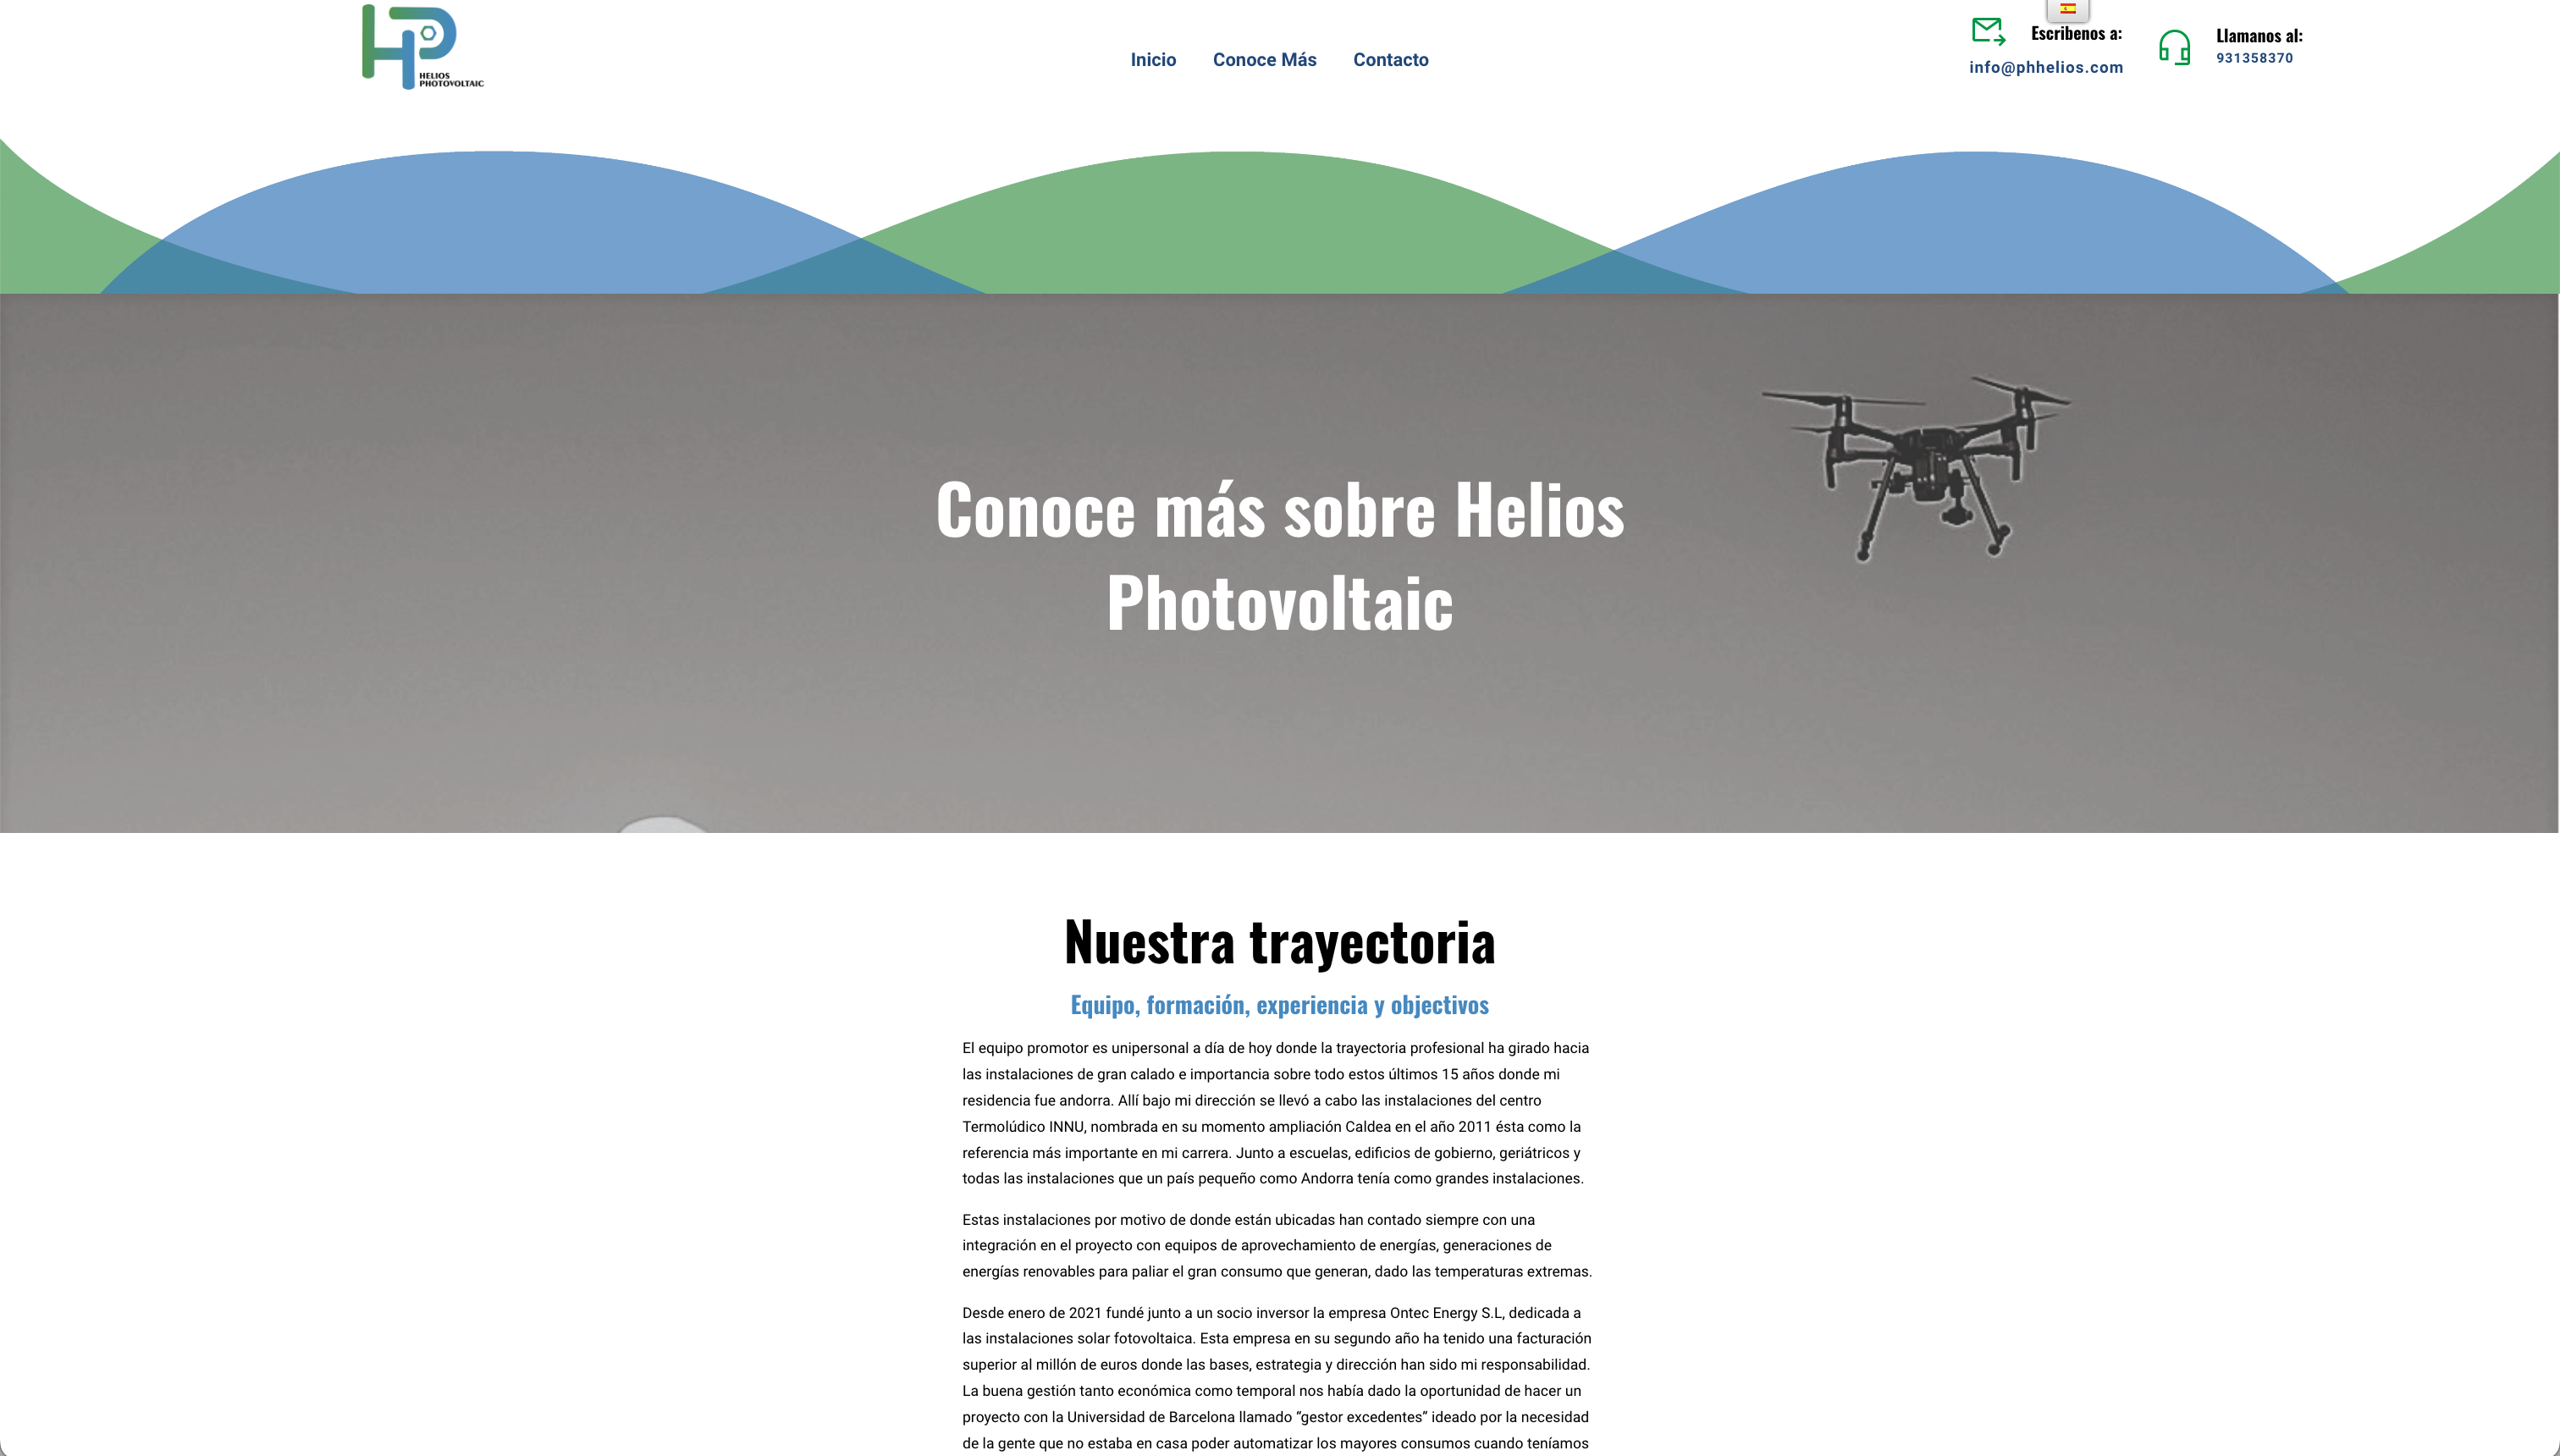 HELIOS
PHOTOVOLTAIC
Inicio Conoce Más Contacto
Escribenos a:
info@phhelios.com
Llamanos al:
931358370
Conoce más sobre Helios
Photovoltaic
Nuestra trayectoria
Equipo, formación, experiencia y objectivos
El equipo promotor es unipersonal a día de hoy donde la trayectoria profesional ha girado hacia
las instalaciones de gran calado e importancia sobre todo estos últimos 15 años donde mi
residencia fue andorra. Allí bajo mi dirección se llevó a cabo las instalaciones del centro
Termolúdico INNU, nombrada en su momento ampliación Caldea en el año 2011 ésta como la
referencia más importante en mi carrera. Junto a escuelas, edificios de gobierno, geriátricos y
todas las instalaciones que un país pequeño como Andorra tenía como grandes instalaciones.
Estas instalaciones por motivo de donde están ubicadas han contado siempre con una
integración en el proyecto con equipos de aprovechamiento de energías, generaciones de
energías renovables para paliar el gran consumo que generan, dado las temperaturas extremas.
Desde enero de 2021 fundé junto a un socio inversor la empresa Ontec Energy S.L, dedicada a
las instalaciones solar fotovoltaica. Esta empresa en su segundo año ha tenido una facturación
superior al millón de euros donde las bases, estrategia y dirección han sido mi responsabilidad.
La buena gestión tanto económica como temporal nos había dado la oportunidad de hacer un
proyecto con la Universidad de Barcelona llamado “gestor excedentes” ideado por la necesidad
de la gente que no estaba en casa poder automatizar los mayores consumos cuando teníamos